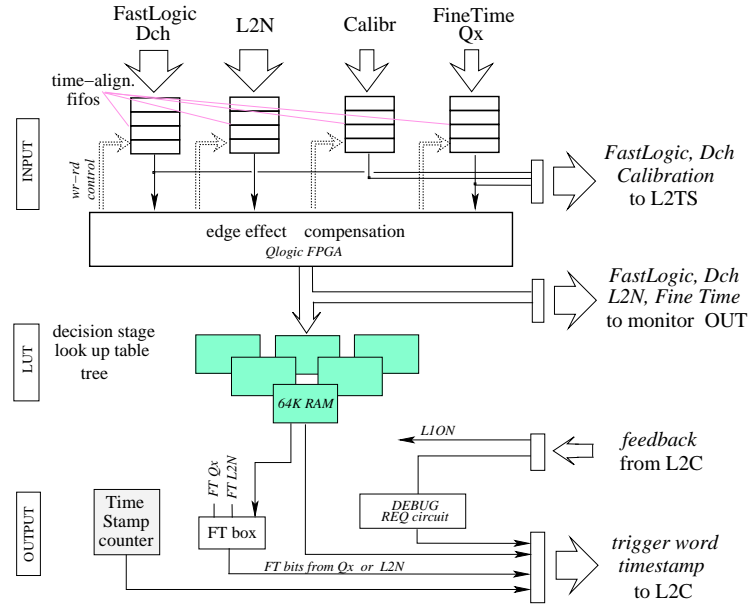 FastLogic
Dch
L2N
Calibr
FineTime
Qx
time-align.
fifos
INPUT
wr-rd
control
FastLogic, Dch
Calibration
to L2TS
edge effect compensation
Qlogic FPGA
FastLogic, Dch
L2N, Fine Time
to monitor OUT
LUT
decision stage
look up table
tree
64K RAM
L1ON
feedback
from L2C
FT Qx
FT L2N
DEBUG
REQ circuit
OUTPUT
Time
Stamp
counter
FT box
FT bits from Qx or L2N
trigger word
timestamp
to L2C